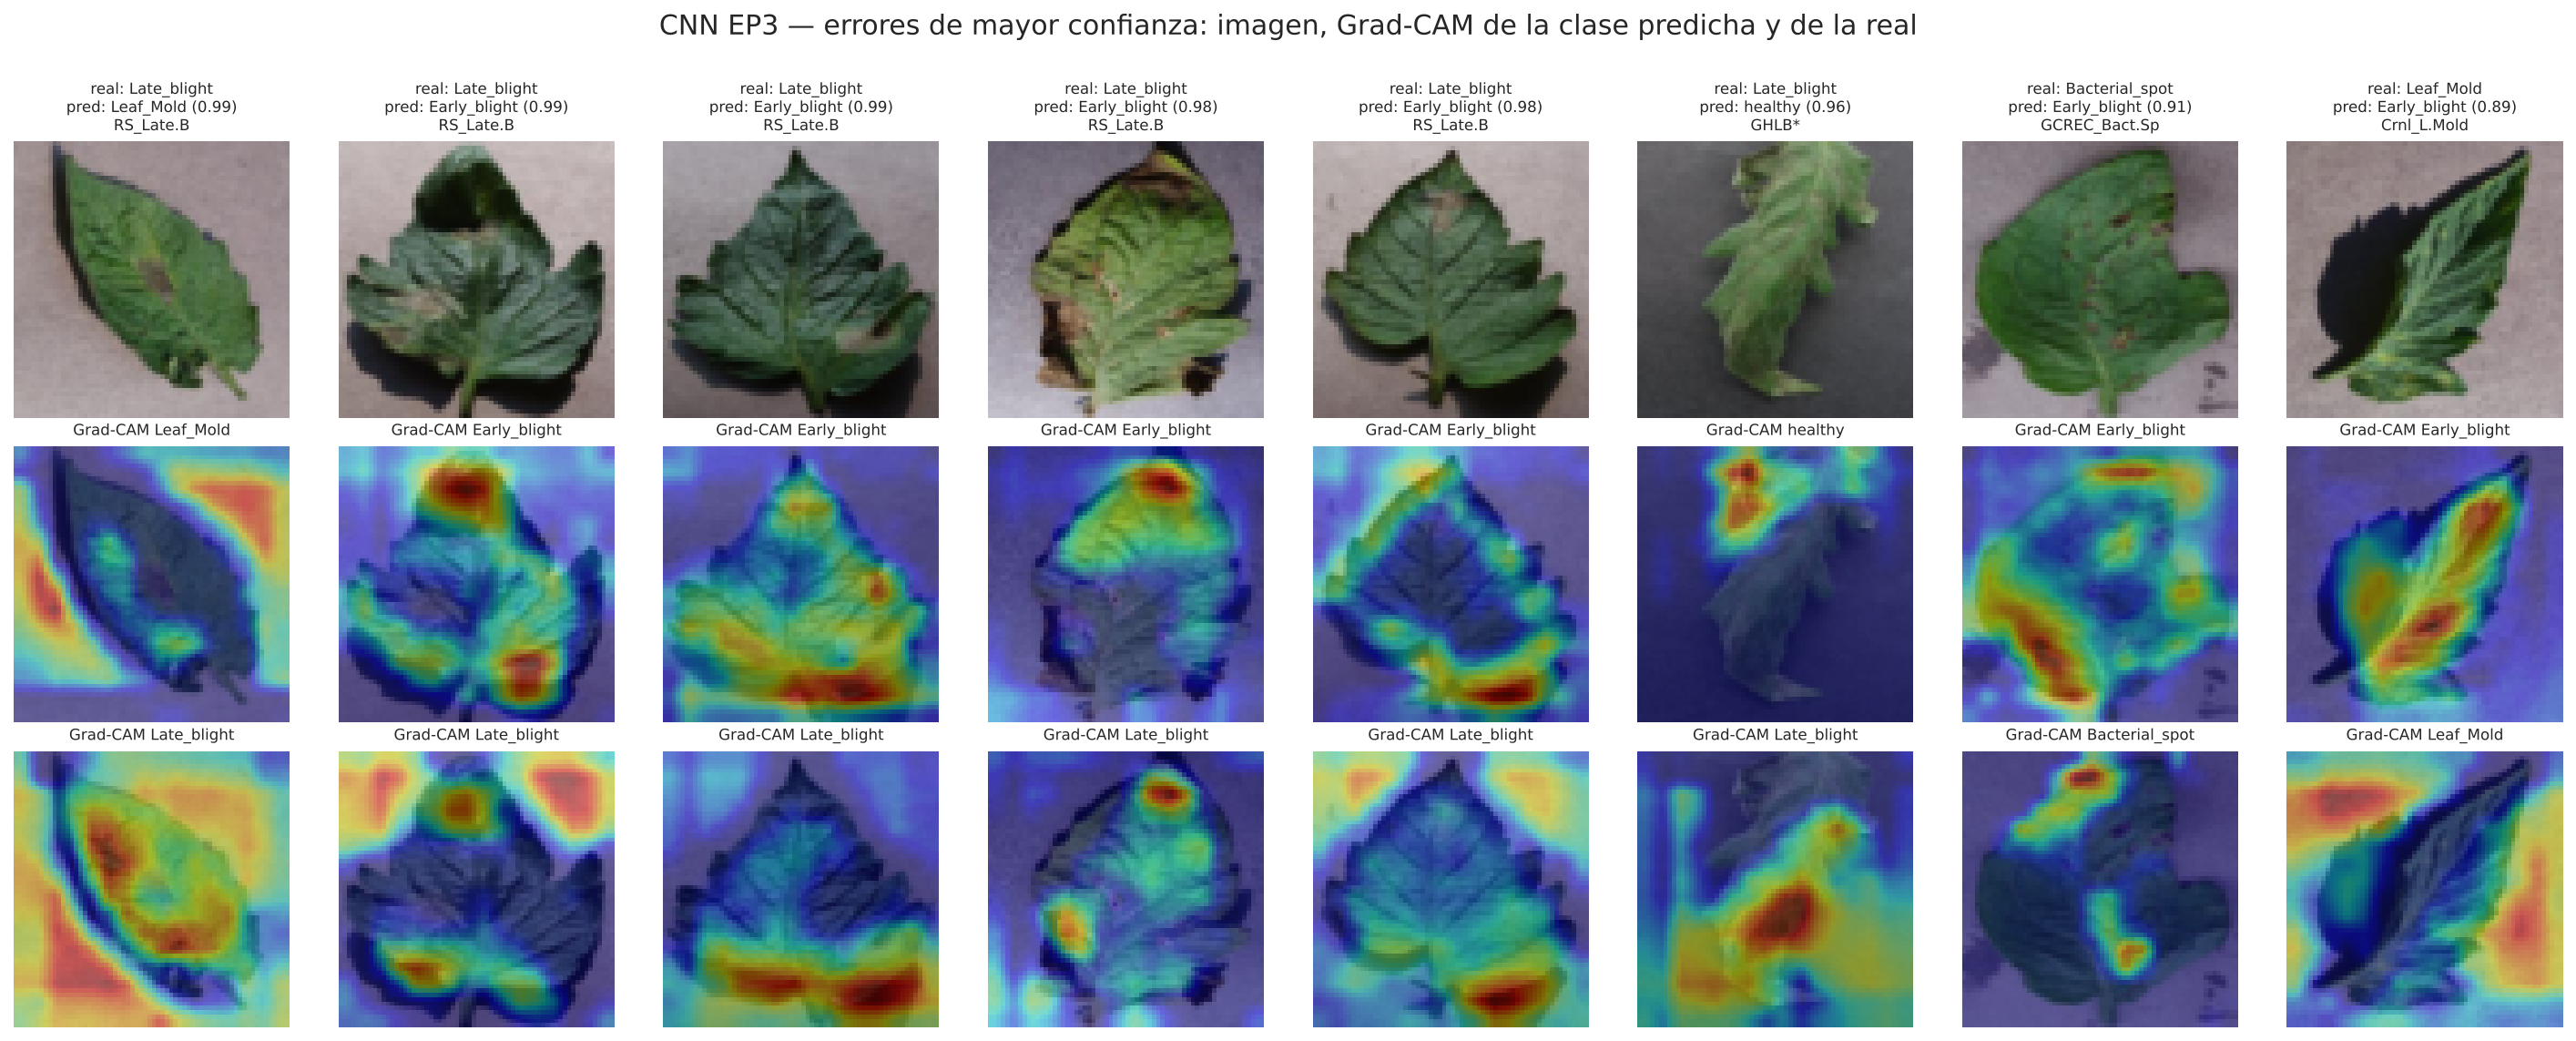 CNN EP3 — errores de mayor confianza: imagen, Grad-CAM de la clase predicha y de la real
real: Late_blight
pred: Leaf_Mold (0.99)
RS_Late.B
real: Late_blight
pred: Early_blight (0.99)
RS_Late.B
real: Late_blight
pred: Early_blight (0.99)
RS_Late.B
real: Late_blight
pred: Early_blight (0.98)
RS_Late.B
real: Late_blight
pred: Early_blight (0.98)
RS_Late.B
real: Late_blight
pred: healthy (0.96)
GHLB*
real: Bacterial_spot
pred: Early_blight (0.91)
GCREC_Bact.Sp
real: Leaf_Mold
pred: Early_blight (0.89)
Crnl_L.Mold
Grad-CAM Leaf_Mold
Grad-CAM Early_blight
Grad-CAM Early_blight
Grad-CAM Early_blight
Grad-CAM Early_blight
Grad-CAM healthy
Grad-CAM Early_blight
Grad-CAM Early_blight
Grad-CAM Late_blight
Grad-CAM Late_blight
Grad-CAM Late_blight
Grad-CAM Late_blight
Grad-CAM Late_blight
Grad-CAM Late_blight
Grad-CAM Bacterial_spot
Grad-CAM Leaf_Mold